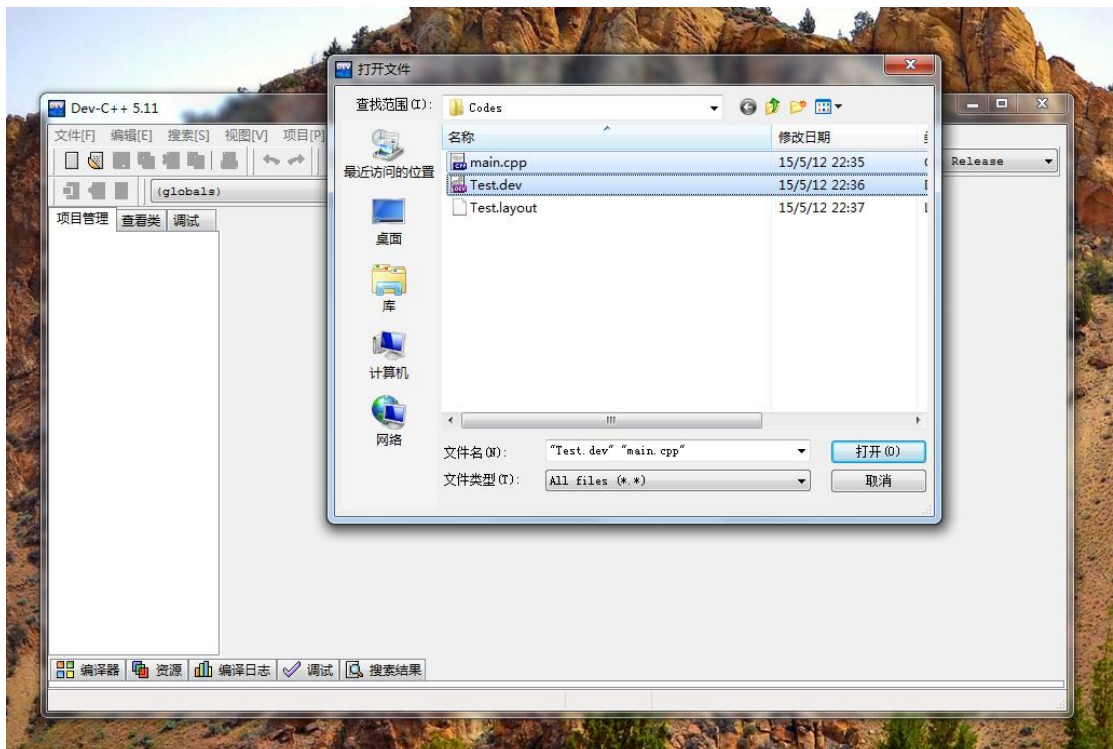 打开文件
查找范围(I):
Codes
名称
修改日期
main.cpp
15/5/12 22:35
Test.dev
15/5/12 22:36
Test.layout
15/5/12 22:37
最近访问的位置
桌面
库
计算机
网络
文件名(N):
"Test.dev" "main.cpp"
打开(O)
文件类型(T):
All files (*.*)
取消
Dev-C++ 5.11
文件[F] 编辑[E] 搜索[S] 视图[V] 项目[P]
Release
(globals)
项目管理 查看类 调试
编译器 资源 编译日志 调试 搜索结果